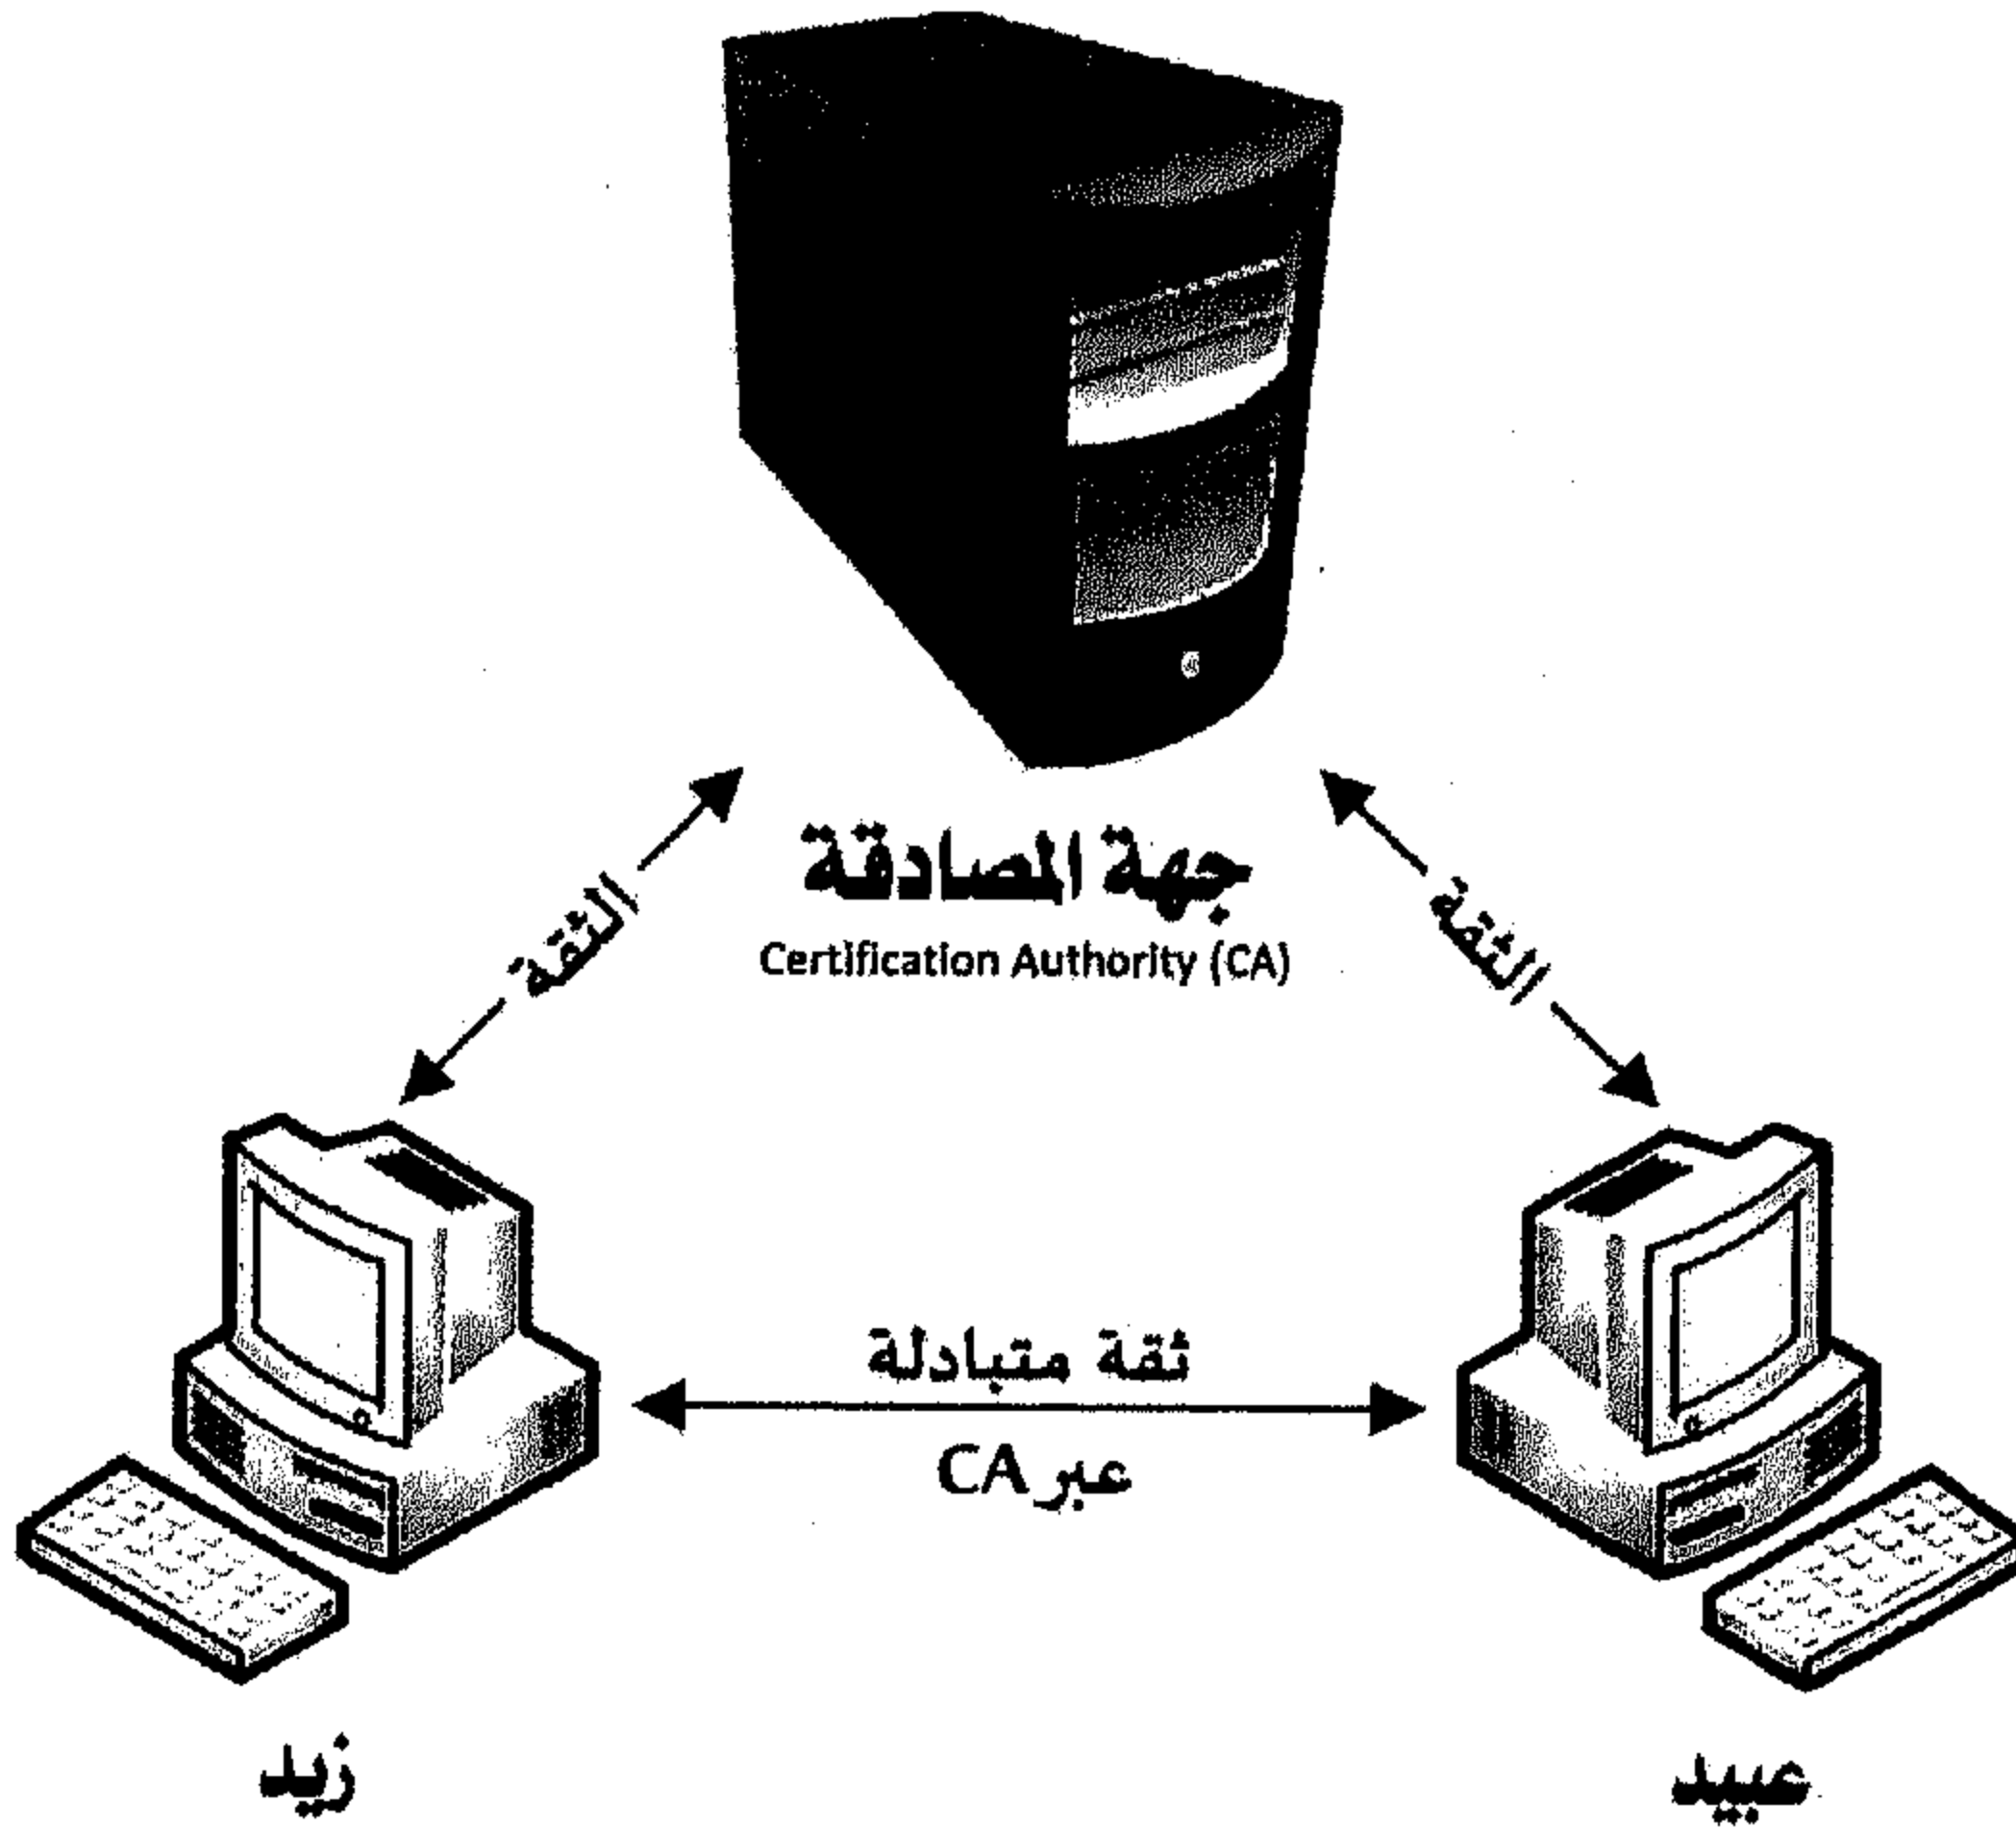 جهة المصادقة
Certification Authority (CA)
الثقة
الثقة
ثقة متبادلة
عبر CA
عبيد
زيد